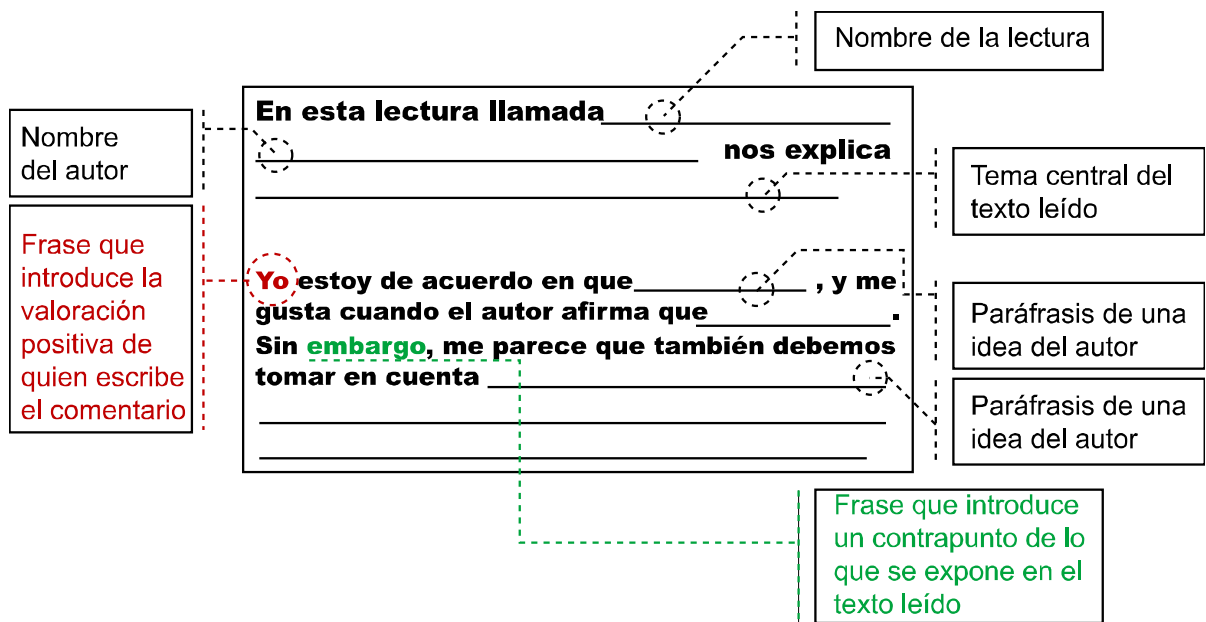 Nombre de la lectura
En esta lectura llamada
nos explica
Nombre
del autor
Tema central del
texto leído
Frase que
introduce la
valoración
positiva de
quien escribe
el comentario
Yo estoy de acuerdo en que , y me
gusta cuando el autor afirma que .
Sin embargo, me parece que también debemos
tomar en cuenta
Paráfrasis de una
idea del autor
Paráfrasis de una
idea del autor
Frase que introduce
un contrapunto de lo
que se expone en el
texto leído